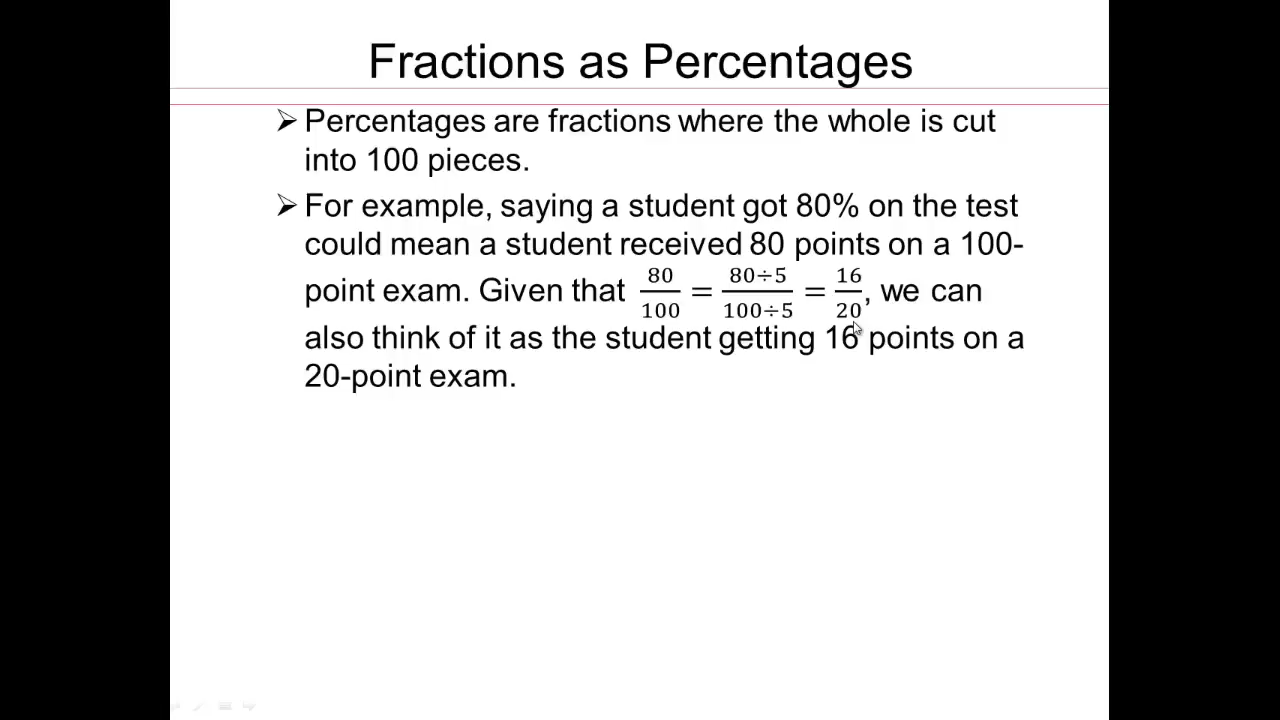 Fractions as Percentages
➢ Percentages are fractions where the whole is cut
into 100 pieces.
➢ For example, saying a student got 80% on the test
could mean a student received 80 points on a 100-
point exam. Given that 80/100 = 80÷5/100÷5 = 16/20, we can
also think of it as the student getting 16 points on a
20-point exam.